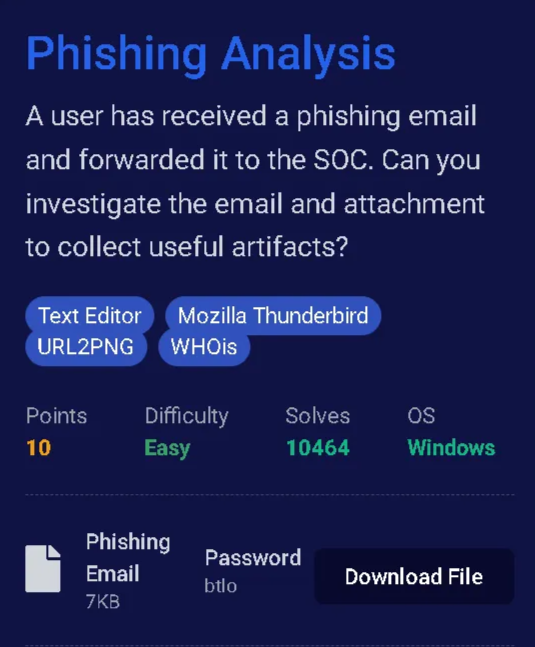 Phishing Analysis
A user has received a phishing email
and forwarded it to the SOC. Can you
investigate the email and attachment
to collect useful artifacts?
Text Editor Mozilla Thunderbird
URL2PNG WHOis
Points Difficulty Solves OS
10 Easy 10464 Windows
Phishing
Email
7KB
Password
btlo
Download File